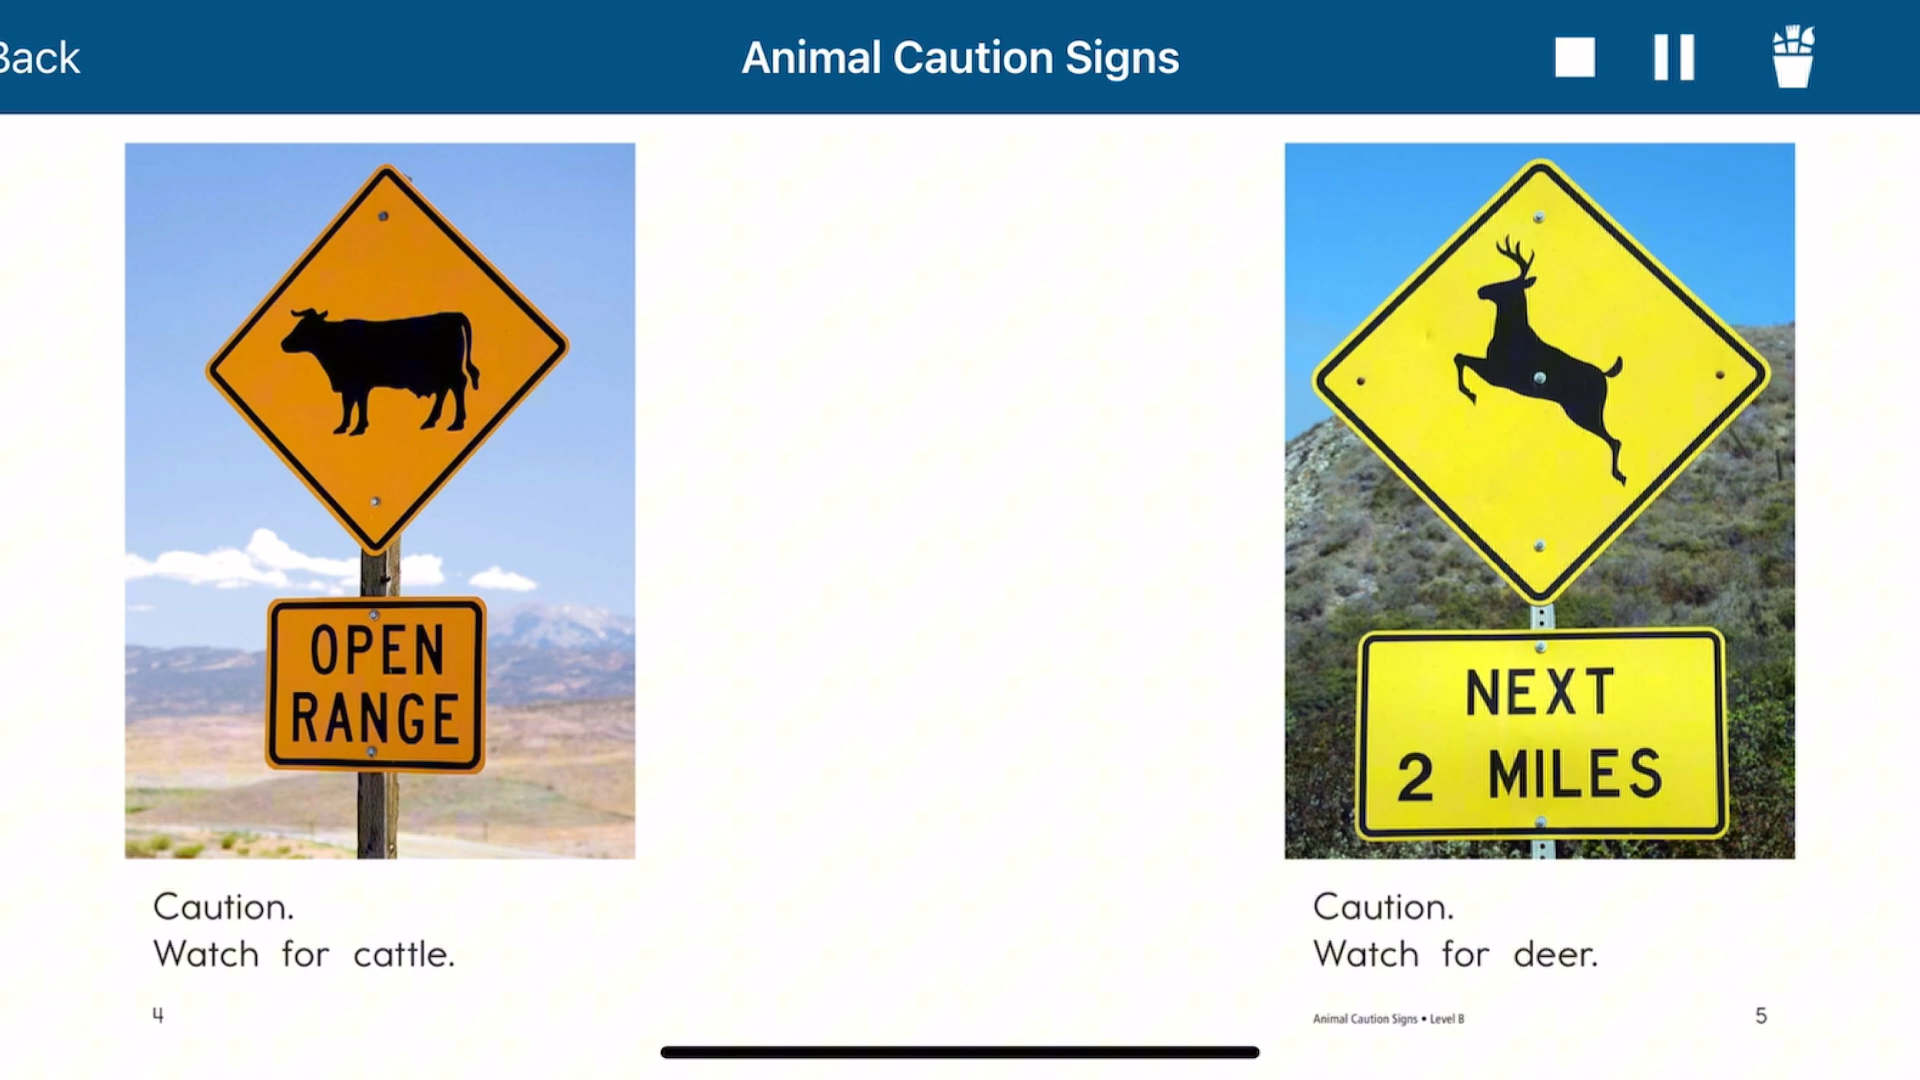 Back
Animal Caution Signs
OPEN
RANGE
Caution.
Watch for cattle.
4
NEXT
2 MILES
Caution.
Watch for deer.
Animal Caution Signs • Level B
5